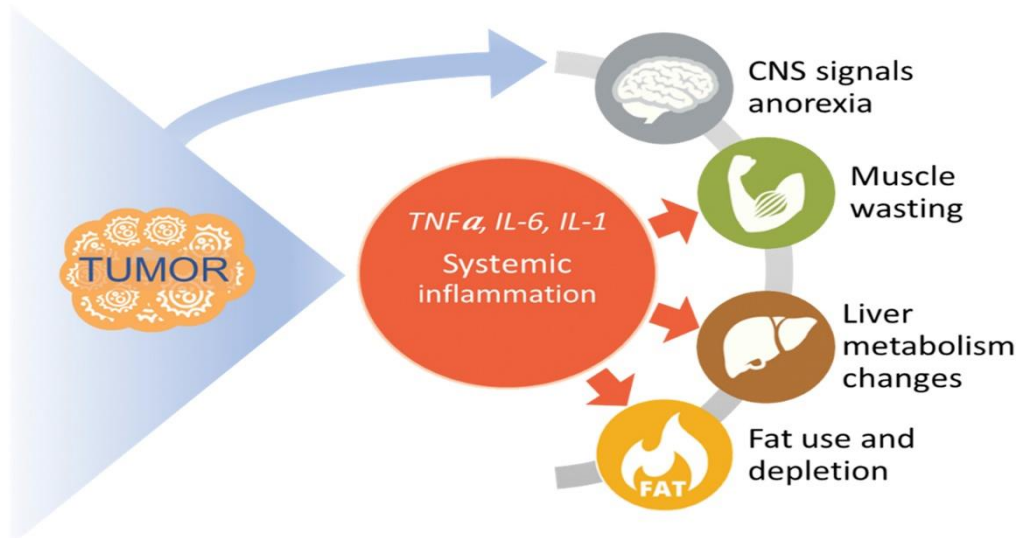 CNS signals
anorexia
Muscle
wasting
TNFα, IL-6, IL-1
Systemic
inflammation
TUMOR
Liver
metabolism
changes
Fat use and
depletion
FAT